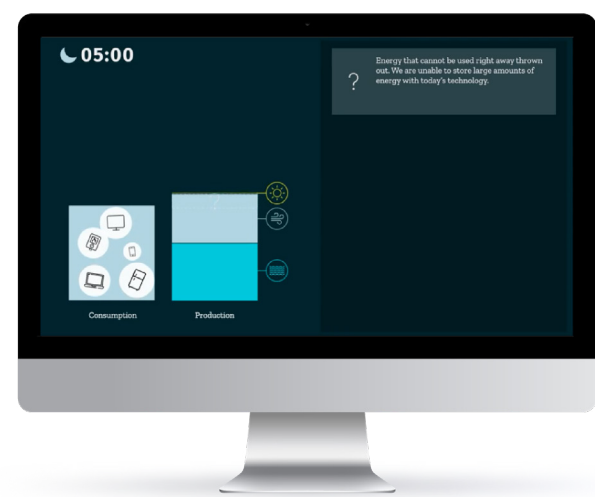 05:00
Energy that cannot be used right away thrown
out. We are unable to store large amounts of
energy with today's technology.
?
?
Consumption
Production